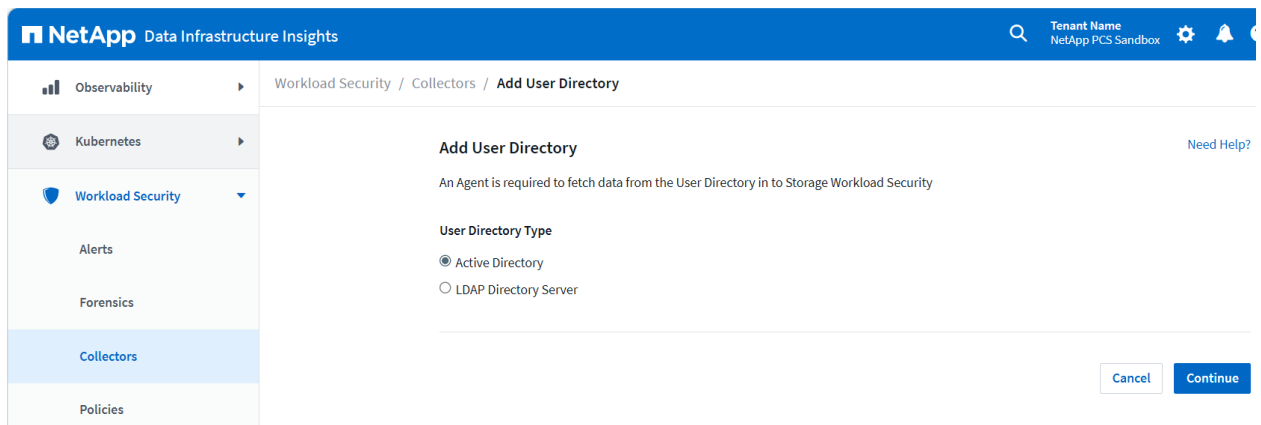 NetApp Data Infrastructure Insights
Tenant Name
NetApp PCS Sandbox
Observability
Kubernetes
Workload Security
Alerts
Forensics
Collectors
Policies
Workload Security / Collectors / Add User Directory
Add User Directory
Need Help?
An Agent is required to fetch data from the User Directory in to Storage Workload Security
User Directory Type
Active Directory
LDAP Directory Server
Cancel
Continue